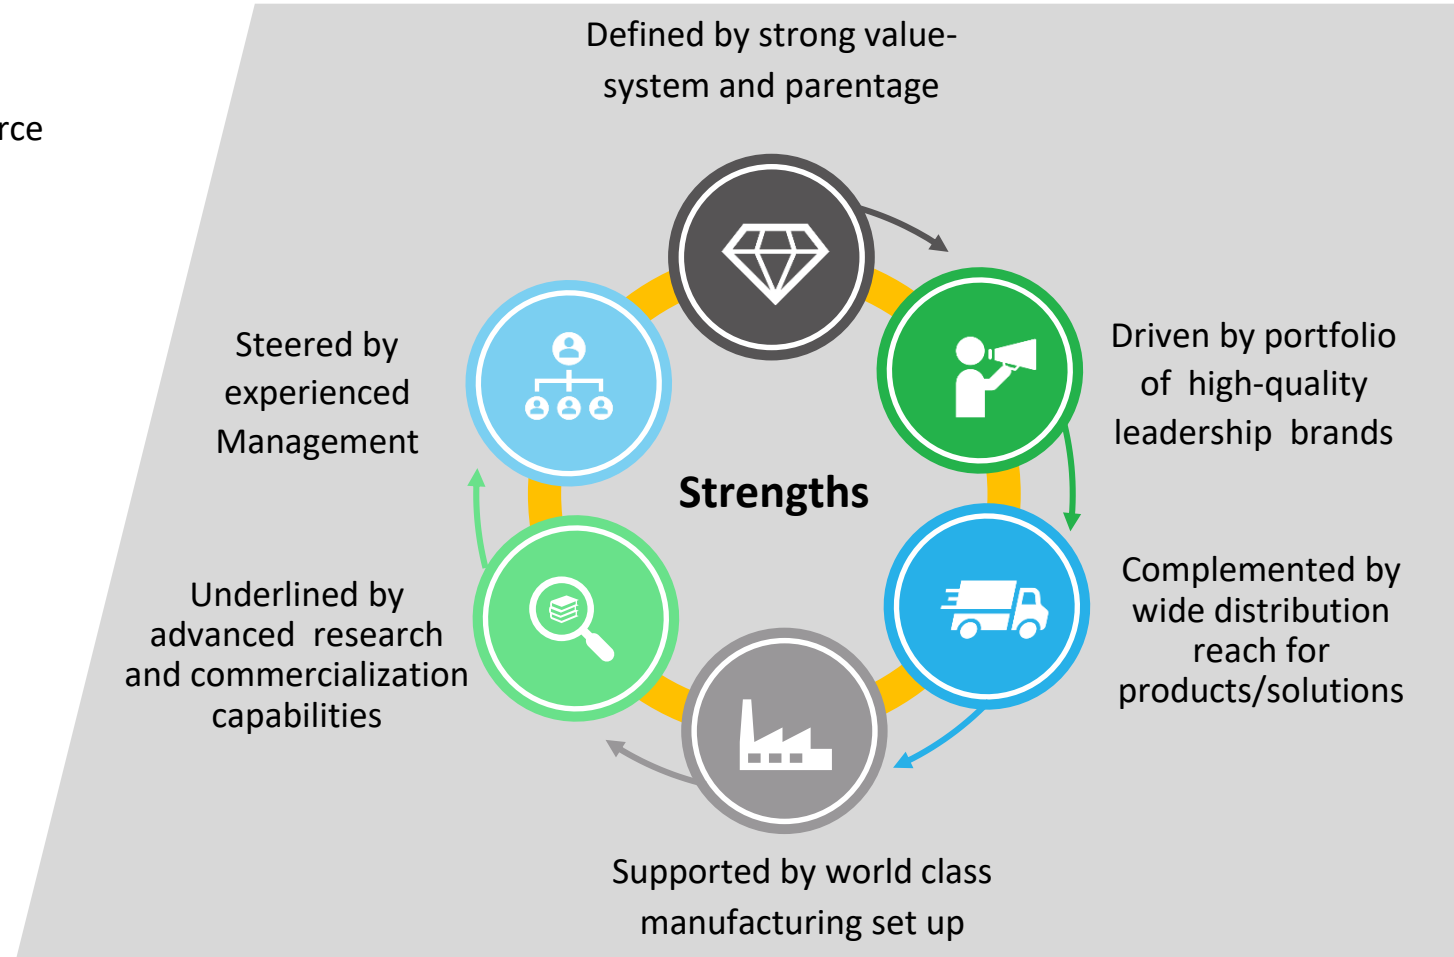 Defined by strong value-
system and parentage
rce
Driven by portfolio
of high-quality
leadership brands
Steered by
experienced
Management
Strengths
Complemented by
wide distribution
reach for
products/solutions
Underlined by
advanced research
and commercialization
capabilities
Supported by world class
manufacturing set up